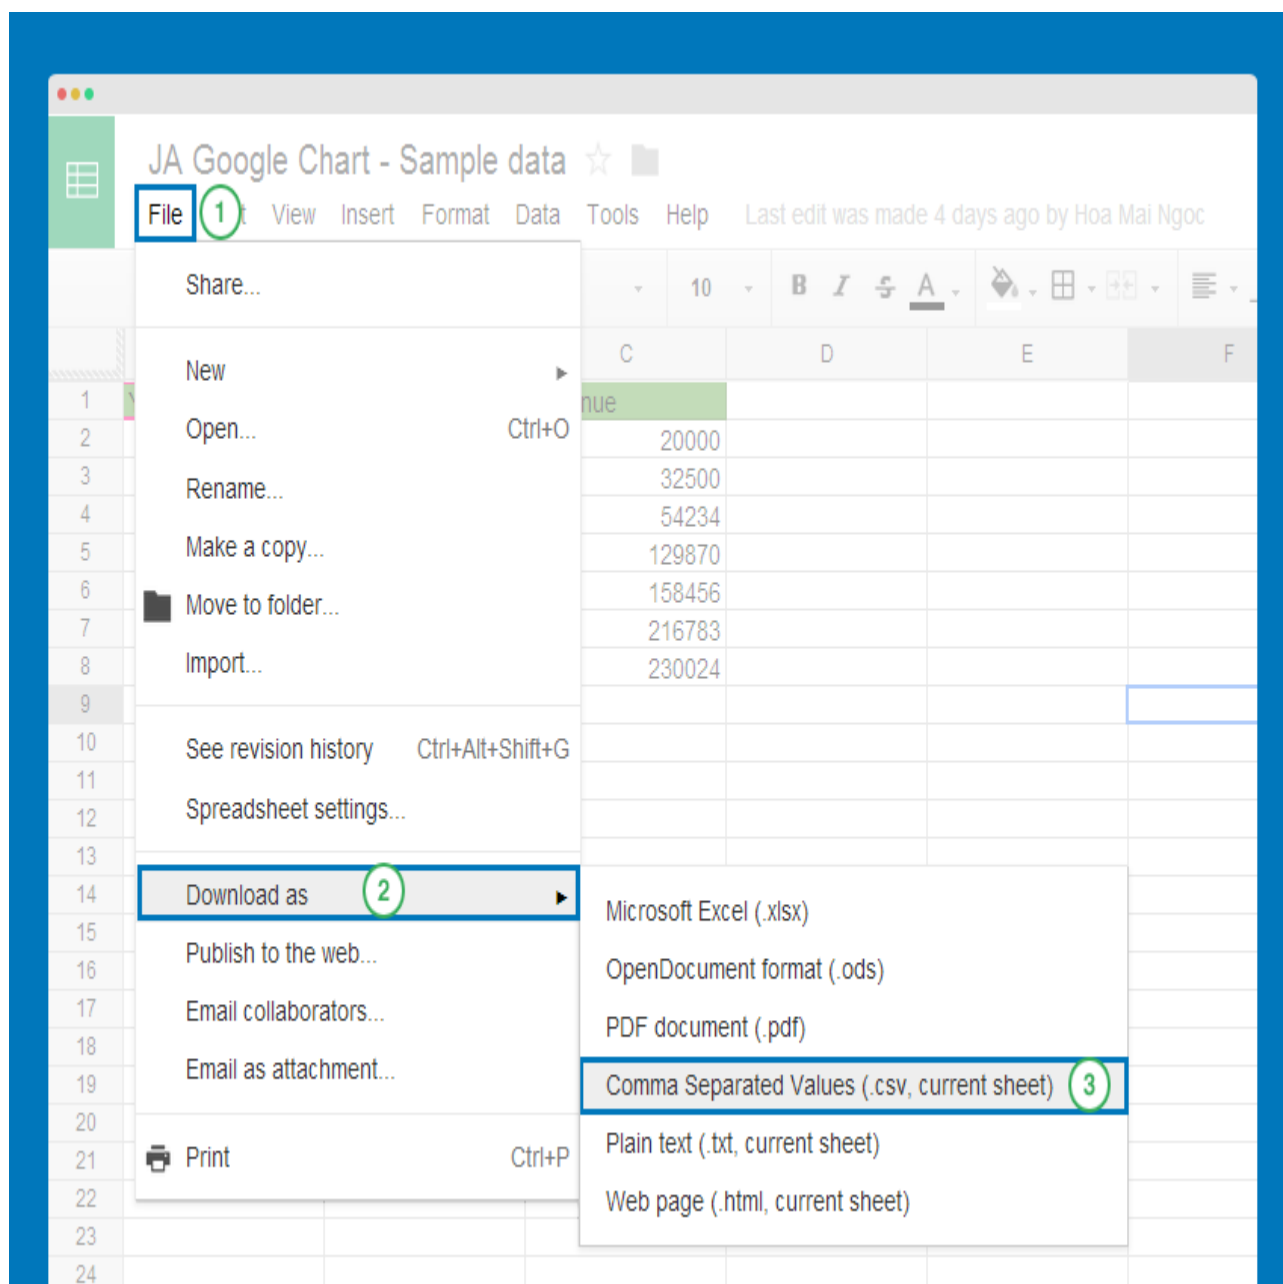 JA Google Chart - Sample data
File 1 t View Insert Format Data Tools Help Last edit was made 4 days ago by Hoa Mai Ngoc
Share...
10 B I S A
New
Open... Ctrl+O
Rename...
Make a copy...
Move to folder...
Import...
See revision history Ctrl+Alt+Shift+G
Spreadsheet settings...
Download as 2
Publish to the web...
Email collaborators...
Email as attachment...
Print Ctrl+P
Microsoft Excel (.xlsx)
OpenDocument format (.ods)
PDF document (.pdf)
Comma Separated Values (.csv, current sheet) 3
Plain text (.txt, current sheet)
Web page (.html, current sheet)
C D E F
1 Y nue
2 20000
3 32500
4 54234
5 129870
6 158456
7 216783
8 230024
9
10
11
12
13
14
15
16
17
18
19
20
21
22
23
24